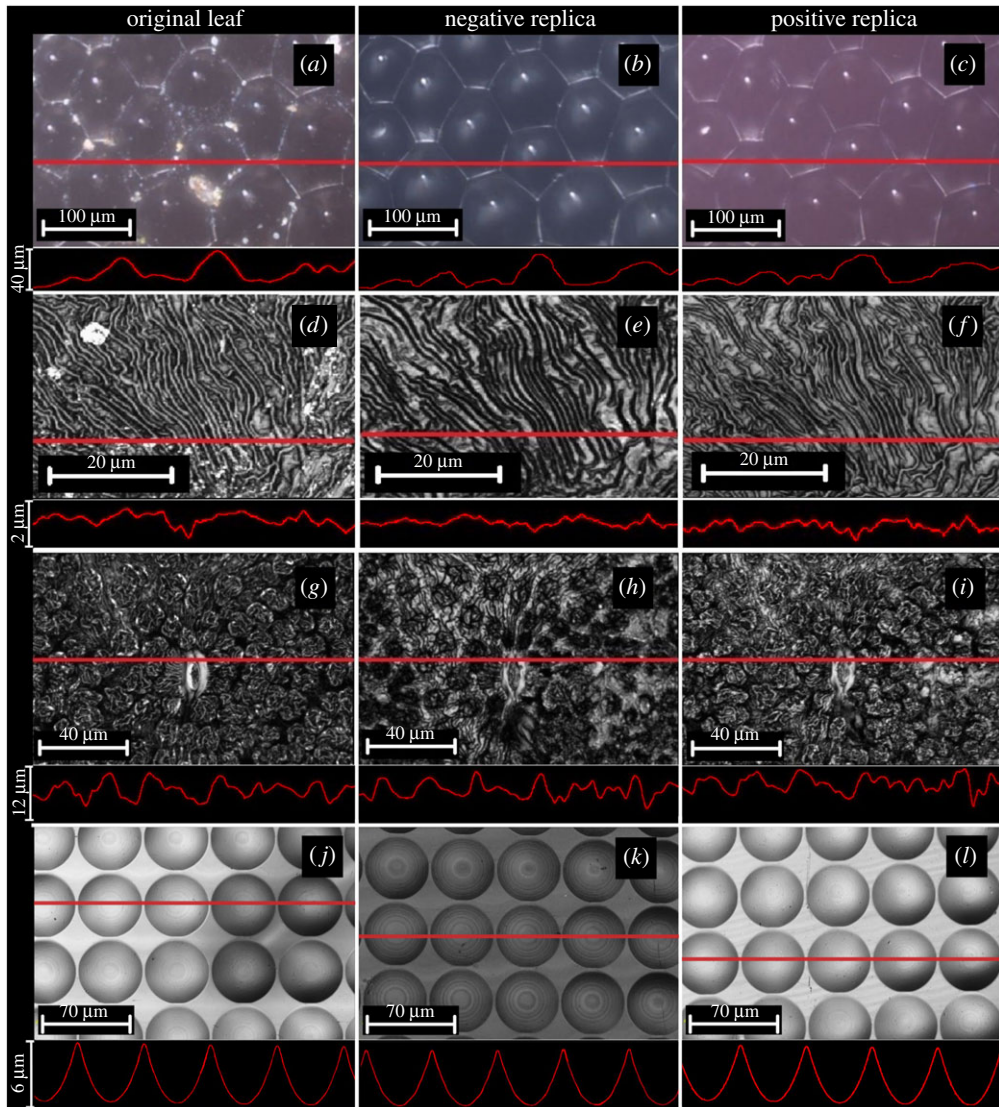 original leaf negative replica positive replica
(a) (b) (c)
100 µm 100 µm 100 µm
40 µm
(d) (e) (f)
20 µm 20 µm 20 µm
2 µm
(g) (h) (i)
40 µm 40 µm 40 µm
12 µm
(j) (k) (l)
70 µm 70 µm 70 µm
6 µm